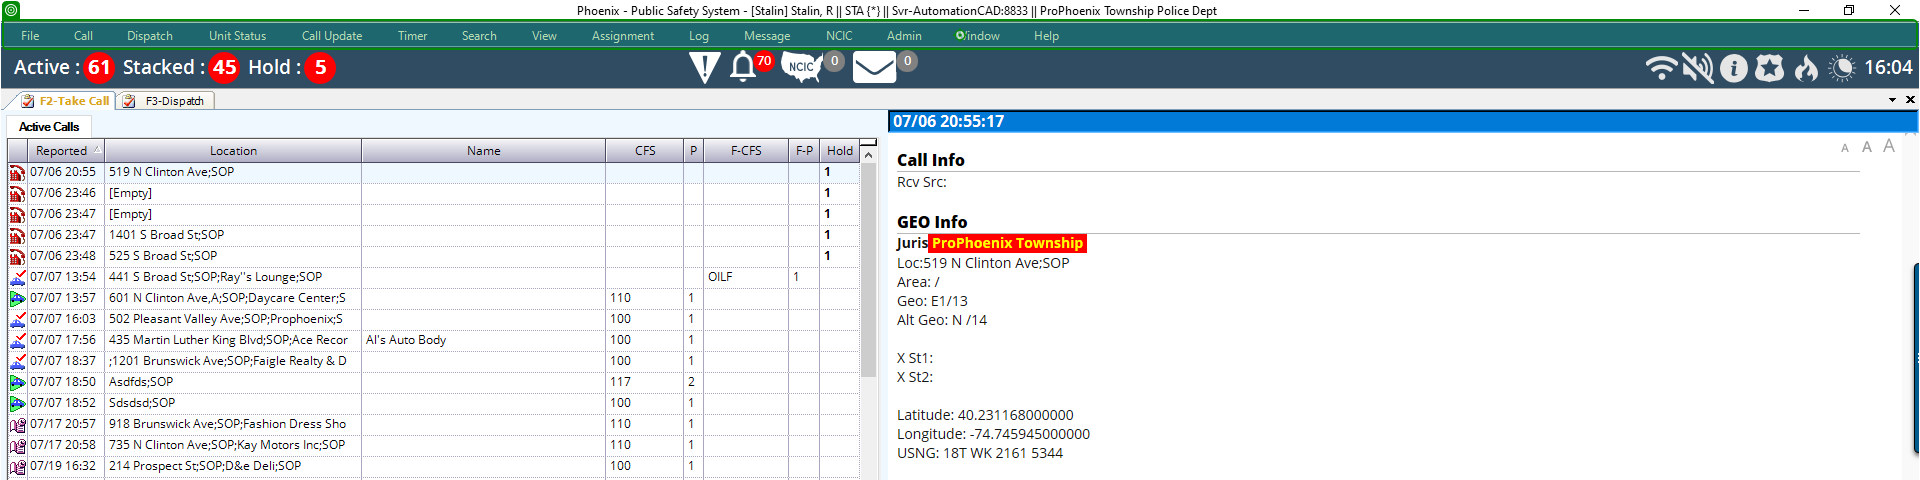 Phoenix - Public Safety System - [Stalin] Stalin, R || STA {*} || Svr-AutomationCAD:8833 || ProPhoenix Township Police Dept
File Call Dispatch Unit Status Call Update Timer Search View Assignment Log Message NCIC Admin Window Help
Active : 61 Stacked : 45 Hold : 5 70 NCIC 0 0 16:04
F2-Take Call F3-Dispatch
Active Calls
Reported Location Name CFS P F-CFS F-P Hold
07/06 20:55 519 N Clinton Ave;SOP 1
07/06 23:46 [Empty] 1
07/06 23:47 [Empty] 1
07/06 23:47 1401 S Broad St;SOP 1
07/06 23:48 525 S Broad St;SOP 1
07/07 13:54 441 S Broad St;SOP;Ray''s Lounge;SOP OILF 1
07/07 13:57 601 N Clinton Ave,A;SOP;Daycare Center;S 110 1
07/07 16:03 502 Pleasant Valley Ave;SOP;Prophoenix;S 100 1
07/07 17:56 435 Martin Luther King Blvd;SOP;Ace Recor Al's Auto Body 100 1
07/07 18:37 ;1201 Brunswick Ave;SOP;Faigle Realty & D 100 1
07/07 18:50 Asdfds;SOP 117 2
07/07 18:52 Sdsdsd;SOP 100 1
07/17 20:57 918 Brunswick Ave;SOP;Fashion Dress Sho 110 1
07/17 20:58 735 N Clinton Ave;SOP;Kay Motors Inc;SOP 110 1
07/19 16:32 214 Prospect St;SOP;D&e Deli;SOP 100 1
07/06 20:55:17
A A A
Call Info
Rcv Src:
GEO Info
Juris ProPhoenix Township
Loc:519 N Clinton Ave;SOP
Area: /
Geo: E1/13
Alt Geo: N /14
X St1:
X St2:
Latitude: 40.231168000000
Longitude: -74.745945000000
USNG: 18T WK 2161 5344